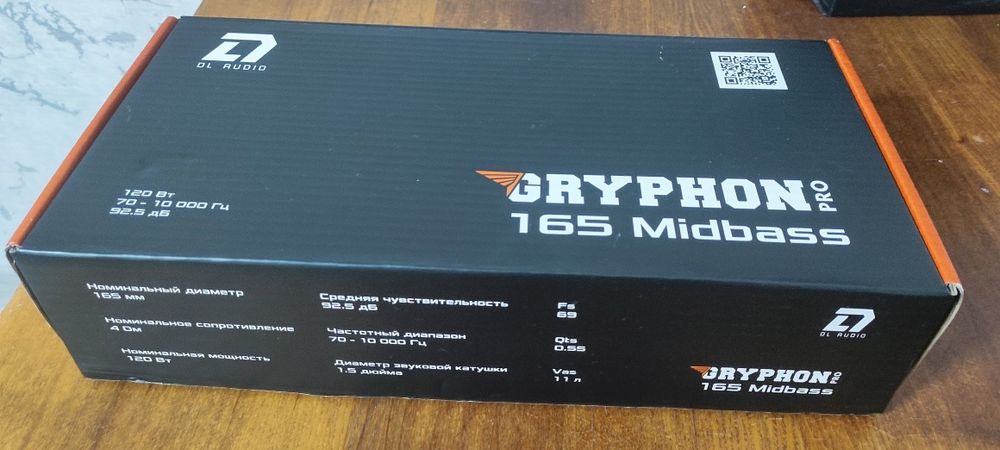 DL AUDIO
120 Вт
70 - 10 000 Гц
92.5 дБ
GRYPHON PRO
165 Midbass
Номинальный диаметр
165 мм
Номинальное сопротивление
4 Ом
Номинальная мощность
120 Вт
Средняя чувствительность
92.5 дБ
Частотный диапазон
70 - 10 000 Гц
Диаметр звуковой катушки
1.5 дюйма
Fs
69
Qts
0.55
Vas
11 л
DL AUDIO
GRYPHON PRO
165 Midbass